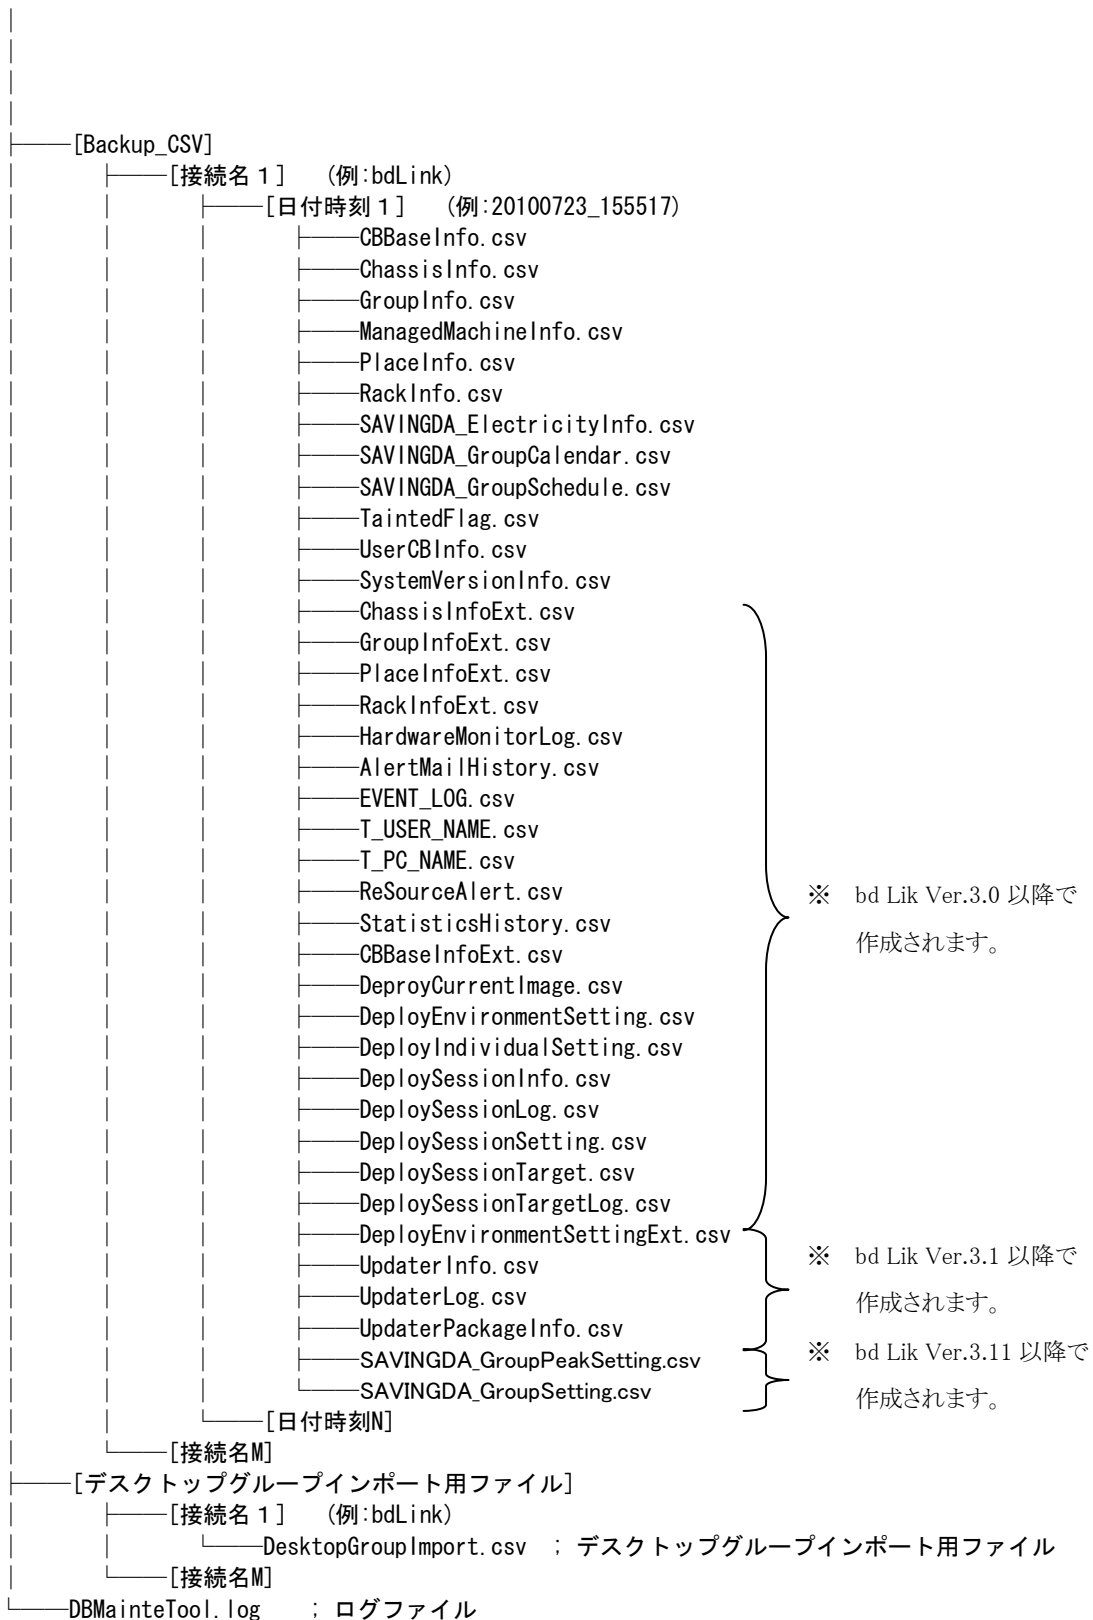 [Backup_CSV]
[接続名１] (例:bdLink)
[日付時刻１] (例:20100723_155517)
CBBaseInfo.csv
ChassisInfo.csv
GroupInfo.csv
ManagedMachineInfo.csv
PlaceInfo.csv
RackInfo.csv
SAVINGDA_ElectricityInfo.csv
SAVINGDA_GroupCalendar.csv
SAVINGDA_GroupSchedule.csv
TaintedFlag.csv
UserCBInfo.csv
SystemVersionInfo.csv
ChassisInfoExt.csv
GroupInfoExt.csv
PlaceInfoExt.csv
RackInfoExt.csv
HardwareMonitorLog.csv
AlertMailHistory.csv
EVENT_LOG.csv
T_USER_NAME.csv
T_PC_NAME.csv
ReSourceAlert.csv
StatisticsHistory.csv
CBBaseInfoExt.csv
DeproyCurrentImage.csv
DeployEnvironmentSetting.csv
DeployIndividualSetting.csv
DeploySessionInfo.csv
DeploySessionLog.csv
DeploySessionSetting.csv
DeploySessionTarget.csv
DeploySessionTargetLog.csv
※ bd Lik Ver.3.0 以降で
作成されます。
DeployEnvironmentSettingExt.csv
UpdaterInfo.csv
UpdaterLog.csv
UpdaterPackageInfo.csv
※ bd Lik Ver.3.1 以降で
作成されます。
SAVINGDA_GroupPeakSetting.csv
SAVINGDA_GroupSetting.csv
※ bd Lik Ver.3.11 以降で
作成されます。
[日付時刻N]
[接続名M]
[デスクトップグループインポート用ファイル]
[接続名１] (例:bdLink)
DesktopGroupImport.csv ; デスクトップグループインポート用ファイル
[接続名M]
DBMainteTool.log ; ログファイル